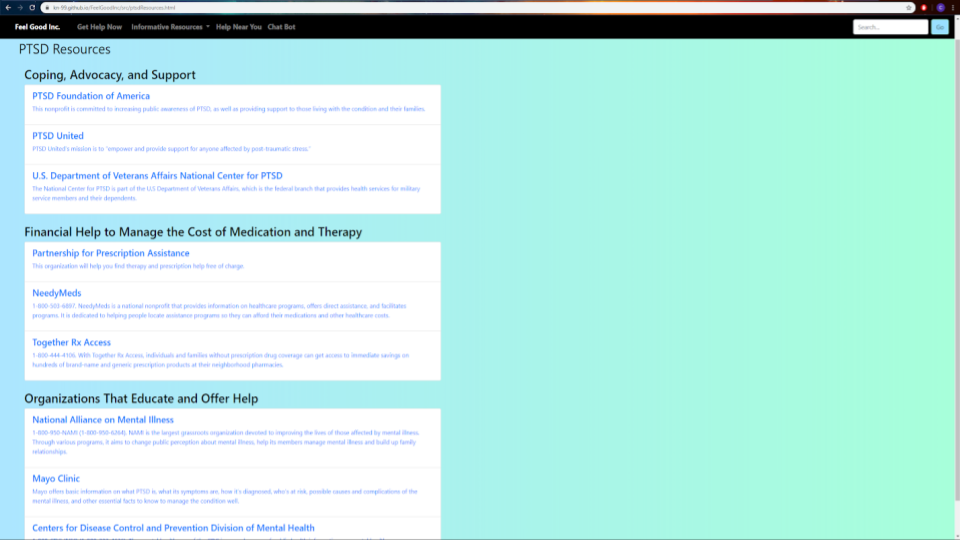 km-99.github.io/FeelGoodInc/src/ptsdResources.html
Feel Good Inc. Get Help Now Informative Resources Help Near You Chat Bot Search... Go
PTSD Resources
Coping, Advocacy, and Support
PTSD Foundation of America
This nonprofit is committed to increasing public awareness of PTSD, as well as providing support to those living with the condition and their families.
PTSD United
PTSD United's mission is to "empower and provide support for anyone affected by post-traumatic stress."
U.S. Department of Veterans Affairs National Center for PTSD
The National Center for PTSD is part of the U.S Department of Veterans Affairs, which is the federal branch that provides health services for military
service members and their dependents.
Financial Help to Manage the Cost of Medication and Therapy
Partnership for Prescription Assistance
This organization will help you find therapy and prescription help free of charge.
NeedyMeds
1-800-503-6897. NeedyMeds is a national nonprofit that provides information on healthcare programs, offers direct assistance, and facilitates
programs. It is dedicated to helping people locate assistance programs so they can afford their medications and other healthcare costs.
Together Rx Access
1-800-444-4106. With Together Rx Access, individuals and families without prescription drug coverage can get access to immediate savings on
hundreds of brand-name and generic prescription products at their neighborhood pharmacies.
Organizations That Educate and Offer Help
National Alliance on Mental Illness
1-800-950-NAMI (1-800-950-6264). NAMI is the largest grassroots organization devoted to improving the lives of those affected by mental illness.
Through various programs, it aims to change public perception about mental illness, help its members manage mental illness and build up family
relationships.
Mayo Clinic
Mayo offers basic information on what PTSD is, what its symptoms are, how it's diagnosed, who's at risk, possible causes and complications of the
mental illness, and other essential facts to know to manage the condition well.
Centers for Disease Control and Prevention Division of Mental Health